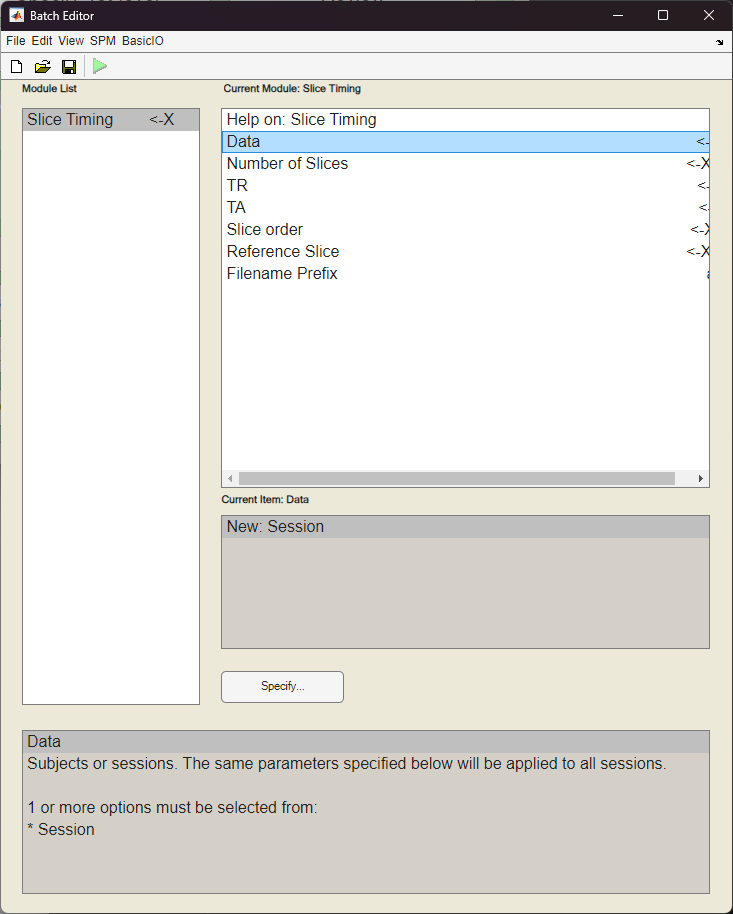 Batch Editor
File Edit View SPM BasicIO
Module List
Current Module: Slice Timing
Slice Timing <-X
Help on: Slice Timing
Data <-
Number of Slices <-X
TR <-
TA <-
Slice order <-X
Reference Slice <-X
Filename Prefix
Current Item: Data
New: Session
Specify...
Data
Subjects or sessions. The same parameters specified below will be applied to all sessions.
1 or more options must be selected from:
* Session